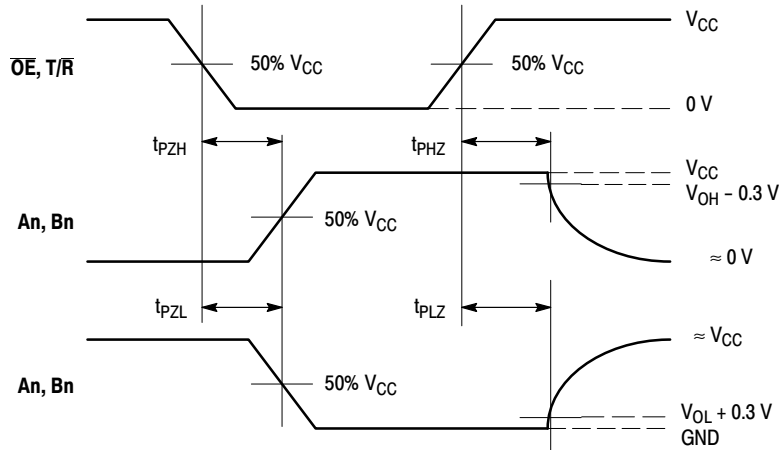 V_CC
O̅E̅, T/R̅
50% V_CC
50% V_CC
0 V
t_PZH
t_PHZ
V_CC
V_OH − 0.3 V
An, Bn
50% V_CC
≈ 0 V
t_PZL
t_PLZ
≈ V_CC
An, Bn
50% V_CC
V_OL + 0.3 V
GND